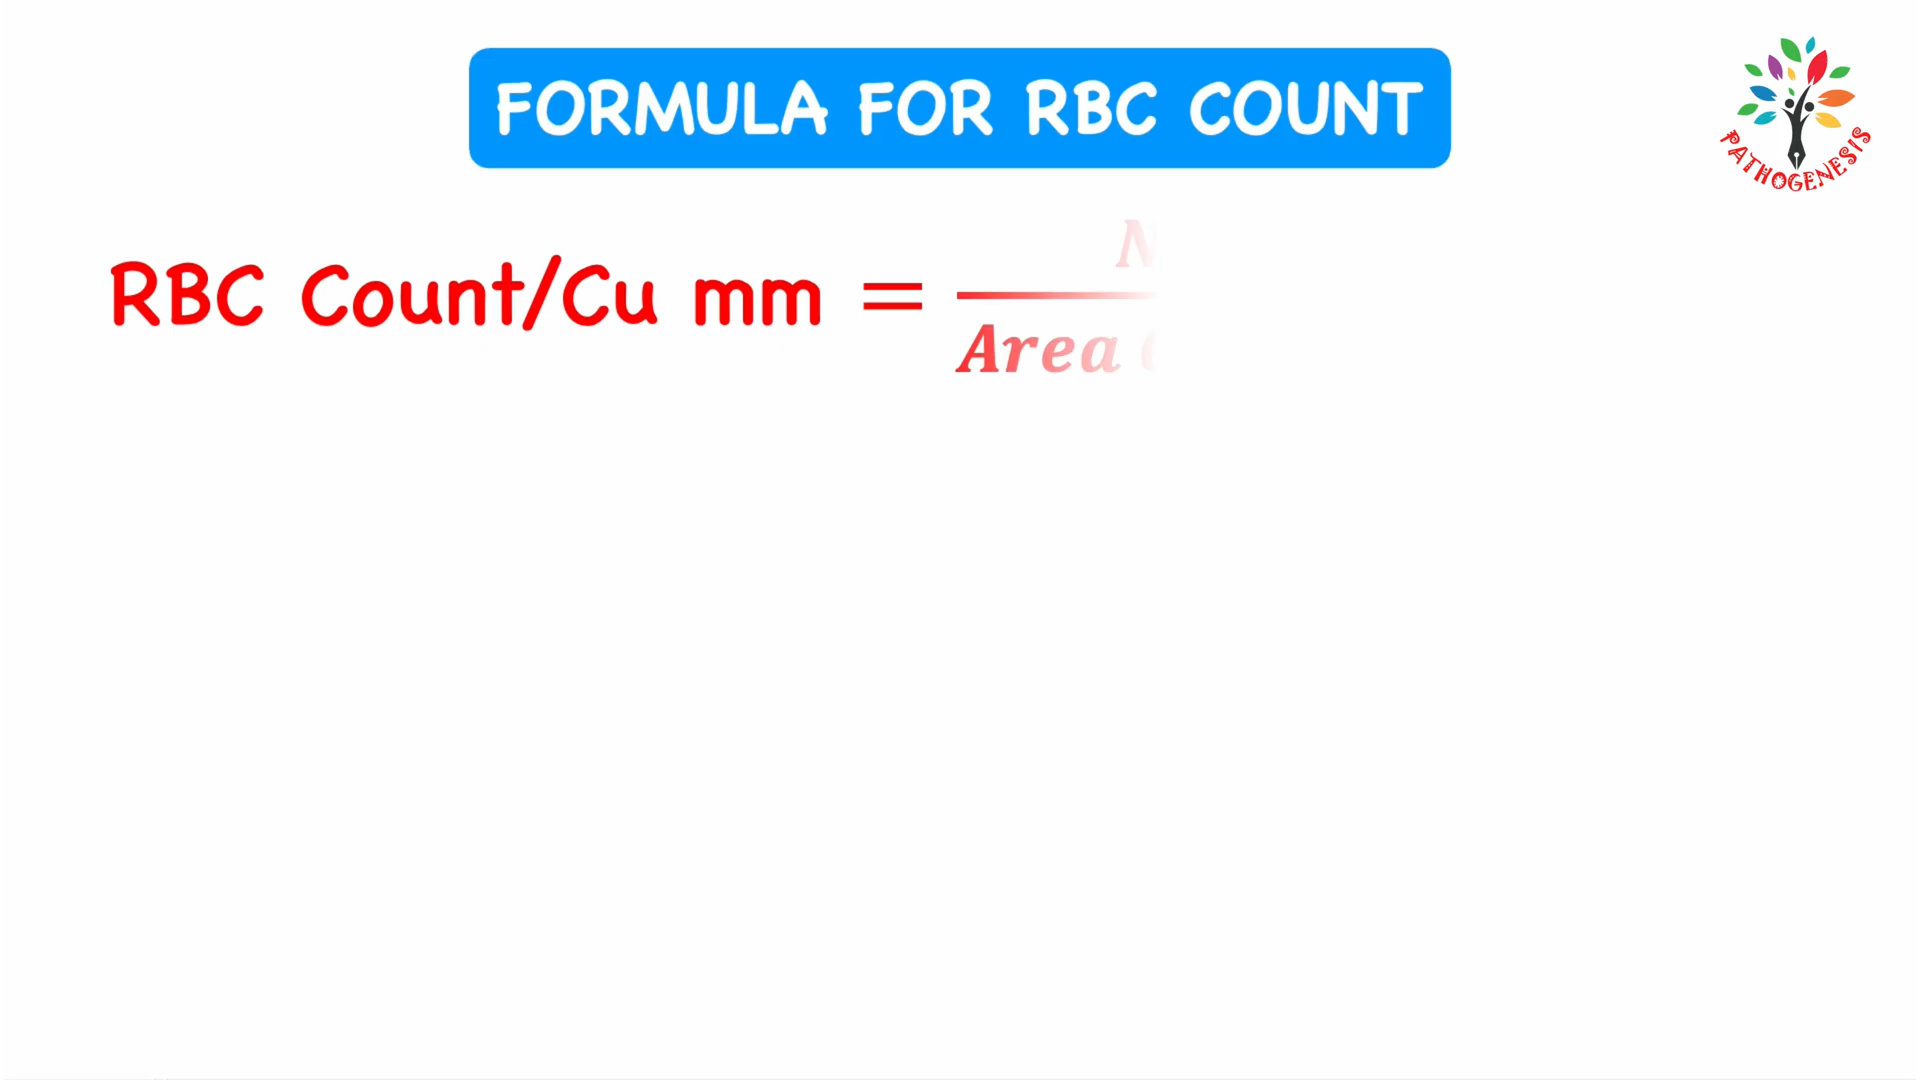 FORMULA FOR RBC COUNT
PATHOGENESIS
RBC Count/Cu mm = N
Area